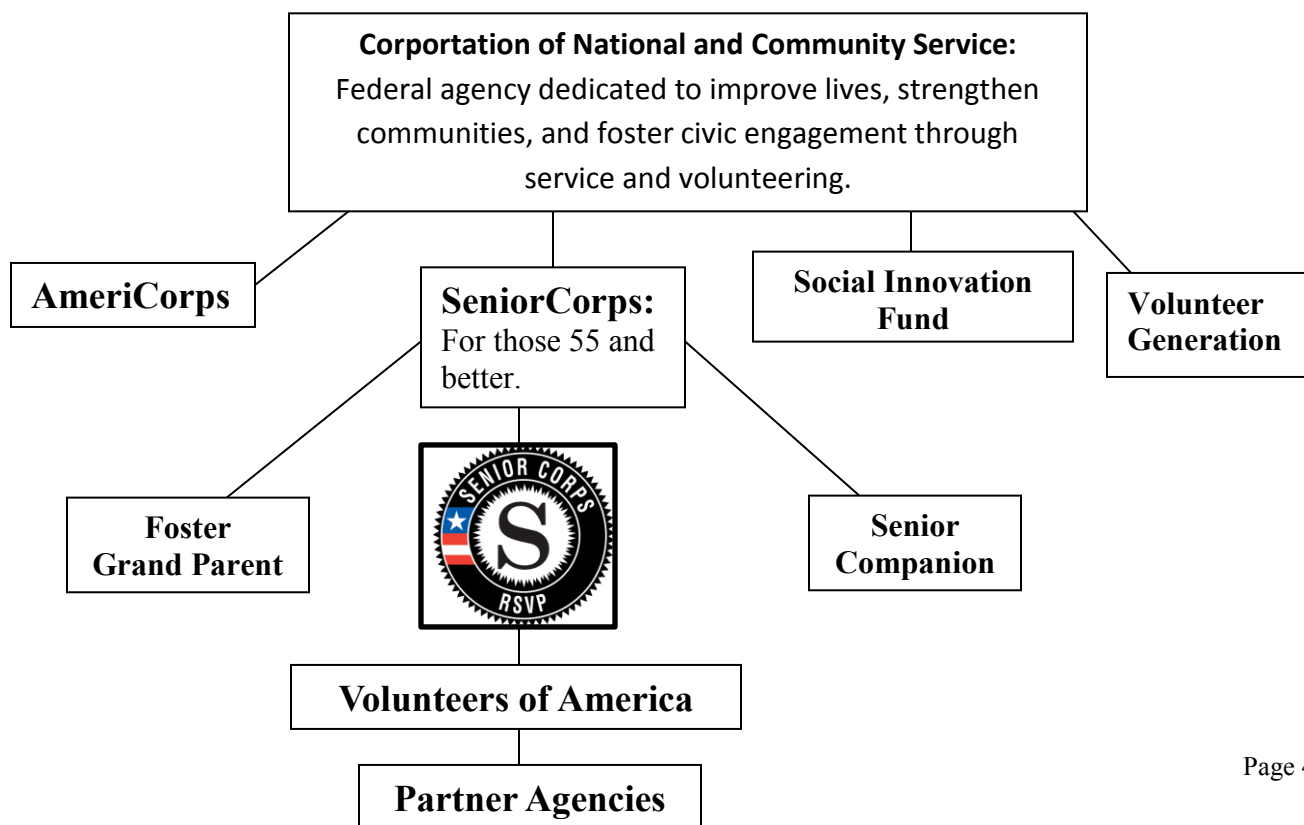 Corportation of National and Community Service:
Federal agency dedicated to improve lives, strengthen
communities, and foster civic engagement through
service and volunteering.
AmeriCorps
SeniorCorps:
For those 55 and
better.
Social Innovation
Fund
Volunteer
Generation
Foster
Grand Parent
SENIOR CORPS
S
RSVP
Senior
Companion
Volunteers of America
Partner Agencies
Page 4